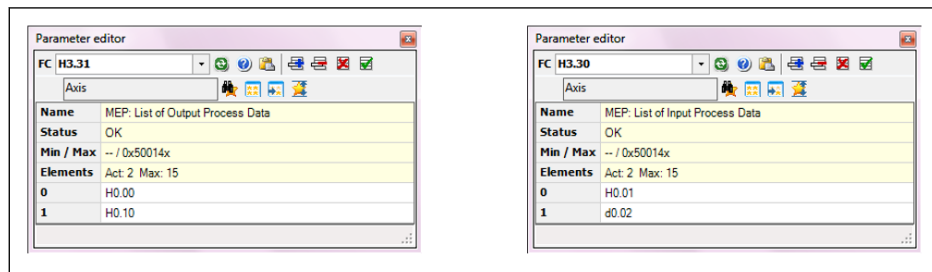 Parameter editor
FC H3.31
Axis
Name MEP: List of Output Process Data
Status OK
Min / Max -- / 0x50014x
Elements Act: 2 Max: 15
0 H0.00
1 H0.10
Parameter editor
FC H3.30
Axis
Name MEP: List of Input Process Data
Status OK
Min / Max -- / 0x50014x
Elements Act: 2 Max: 15
0 H0.01
1 d0.02